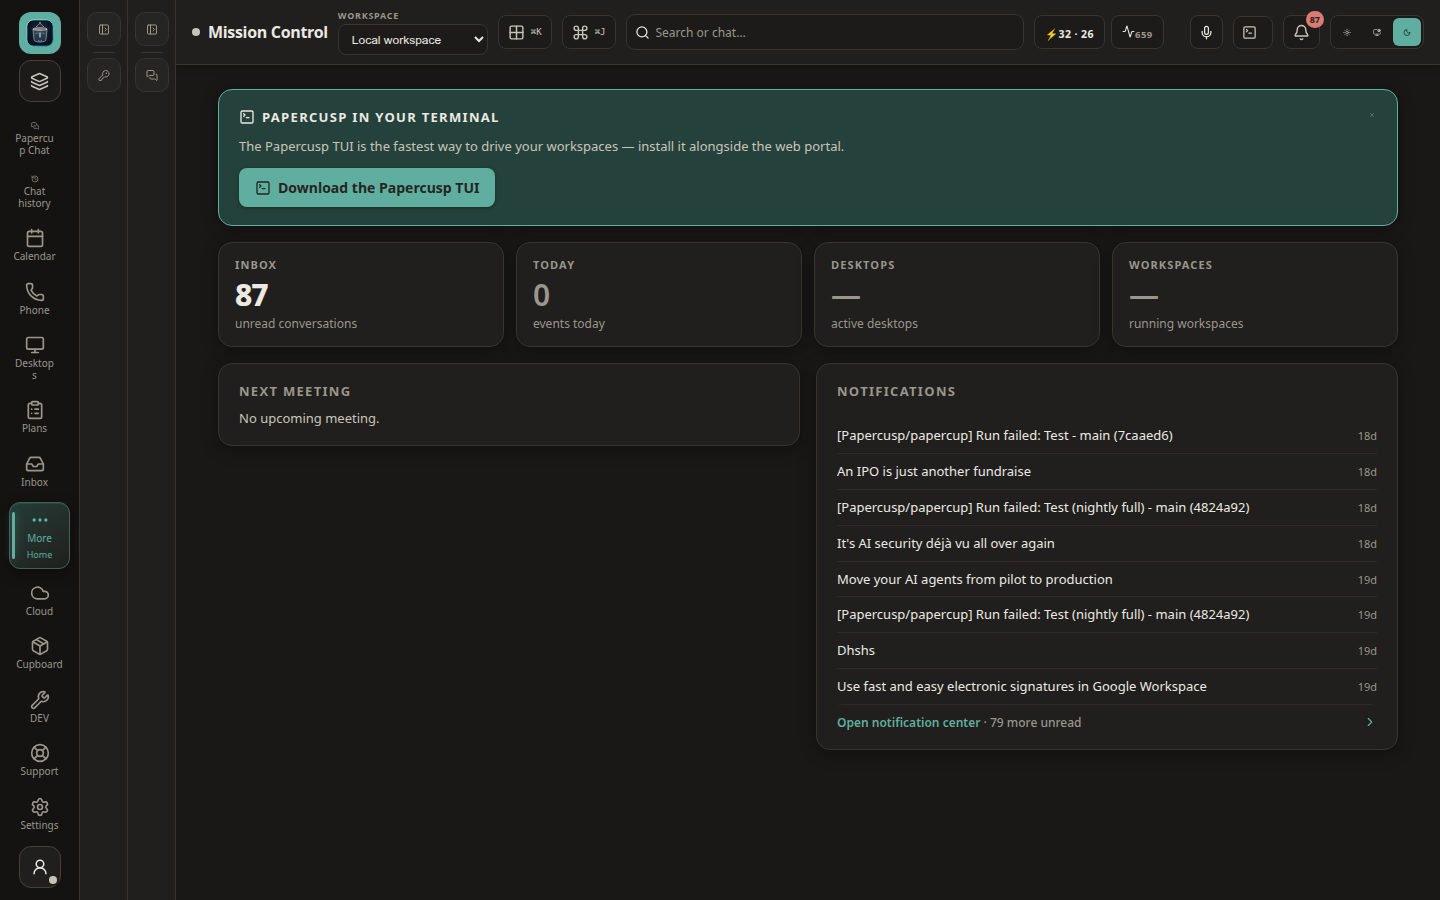 Mission Control
WORKSPACE
Local workspace
⌘K
⌘J
Search or chat...
⚡32 · 26
659
87
Papercu
p Chat
Chat
history
Calendar
Phone
Desktop
s
Plans
Inbox
More
Home
Cloud
Cupboard
DEV
Support
Settings
PAPERCUSP IN YOUR TERMINAL
The Papercusp TUI is the fastest way to drive your workspaces — install it alongside the web portal.
Download the Papercusp TUI
INBOX
87
unread conversations
TODAY
0
events today
DESKTOPS
—
active desktops
WORKSPACES
—
running workspaces
NEXT MEETING
No upcoming meeting.
NOTIFICATIONS
[Papercusp/papercup] Run failed: Test - main (7caaed6) 18d
An IPO is just another fundraise 18d
[Papercusp/papercup] Run failed: Test (nightly full) - main (4824a92) 18d
It's AI security déjà vu all over again 18d
Move your AI agents from pilot to production 19d
[Papercusp/papercup] Run failed: Test (nightly full) - main (4824a92) 19d
Dhshs 19d
Use fast and easy electronic signatures in Google Workspace 19d
Open notification center · 79 more unread